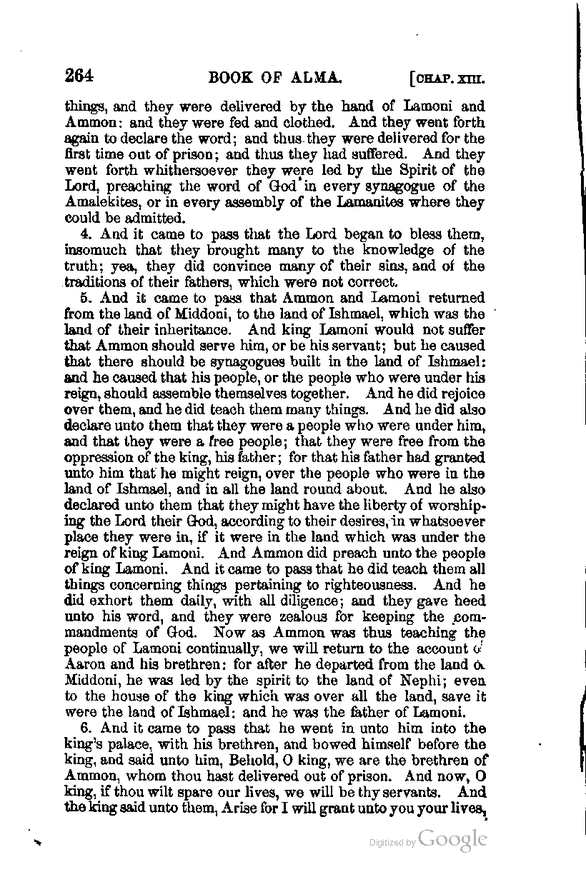 264 BOOK OF ALMA. [CHAP. XIII.
things, and they were delivered by the hand of Lamoni and
Ammon: and they were fed and clothed. And they went forth
again to declare the word; and thus they were delivered for the
first time out of prison; and thus they had suffered. And they
went forth whithersoever they were led by the Spirit of the
Lord, preaching the word of God in every synagogue of the
Amalekites, or in every assembly of the Lamanites where they
could be admitted.
4. And it came to pass that the Lord began to bless them,
insomuch that they brought many to the knowledge of the
truth; yea, they did convince many of their sins, and of the
traditions of their fathers, which were not correct.
5. And it came to pass that Ammon and Lamoni returned
from the land of Middoni, to the land of Ishmael, which was the
land of their inheritance. And king Lamoni would not suffer
that Ammon should serve him, or be his servant; but he caused
that there should be synagogues built in the land of Ishmael:
and he caused that his people, or the people who were under his
reign, should assemble themselves together. And he did rejoice
over them, and he did teach them many things. And he did also
declare unto them that they were a people who were under him,
and that they were a free people; that they were free from the
oppression of the king, his father; for that his father had granted
unto him that he might reign, over the people who were in the
land of Ishmael, and in all the land round about. And he also
declared unto them that they might have the liberty of worship-
ing the Lord their God, according to their desires, in whatsoever
place they were in, if it were in the land which was under the
reign of king Lamoni. And Ammon did preach unto the people
of king Lamoni. And it came to pass that he did teach them all
things concerning things pertaining to righteousness. And he
did exhort them daily, with all diligence; and they gave heed
unto his word, and they were zealous for keeping the com-
mandments of God. Now as Ammon was thus teaching the
people of Lamoni continually, we will return to the account
Aaron and his brethren: for after he departed from the land
Middoni, he was led by the spirit to the land of Nephi; even
to the house of the king which was over all the land, save it
were the land of Ishmael: and he was the father of Lamoni.
6. And it came to pass that he went in unto him into the
king's palace, with his brethren, and bowed himself before the
king, and said unto him, Behold, O king, we are the brethren of
Ammon, whom thou hast delivered out of prison. And now, O
king, if thou wilt spare our lives, we will be thy servants. And
the king said unto them, Arise for I will grant unto you your lives,
Digitized by Google